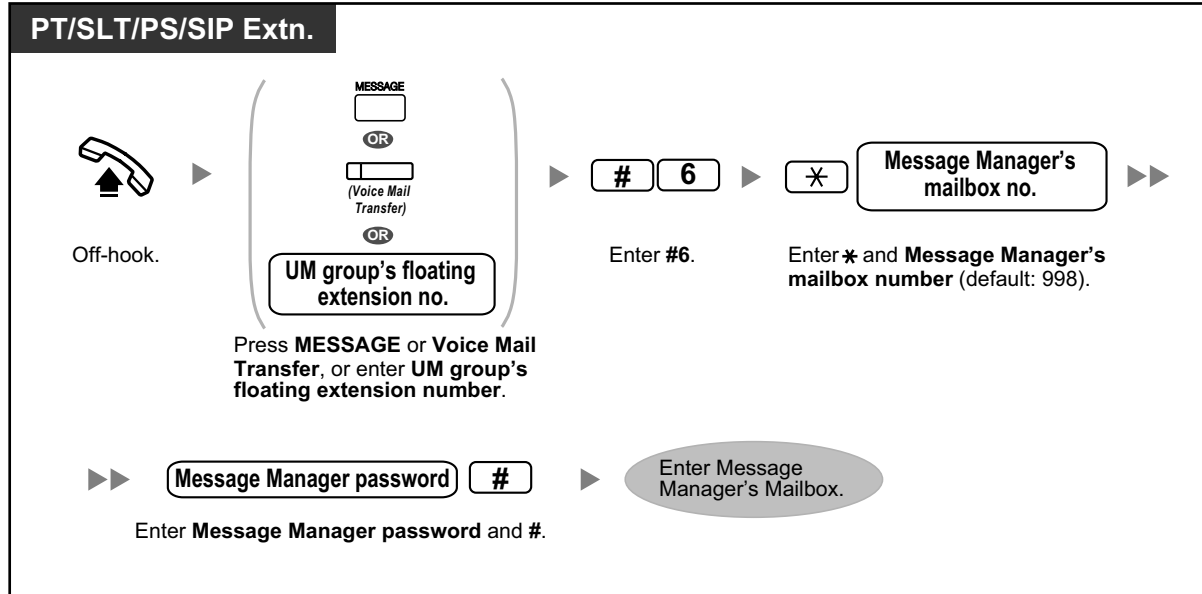 PT/SLT/PS/SIP Extn.
MESSAGE
OR
(Voice Mail
Transfer)
OR
UM group's floating
extension no.
# 6
✳ Message Manager's
mailbox no.
Off-hook.
Press MESSAGE or Voice Mail
Transfer, or enter UM group's
floating extension number.
Enter #6.
Enter ✳ and Message Manager's
mailbox number (default: 998).
Message Manager password #
Enter Message Manager password and #.
Enter Message
Manager's Mailbox.